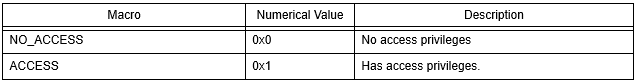 Macro Numerical Value Description
NO_ACCESS 0x0 No access privileges
ACCESS 0x1 Has access privileges.